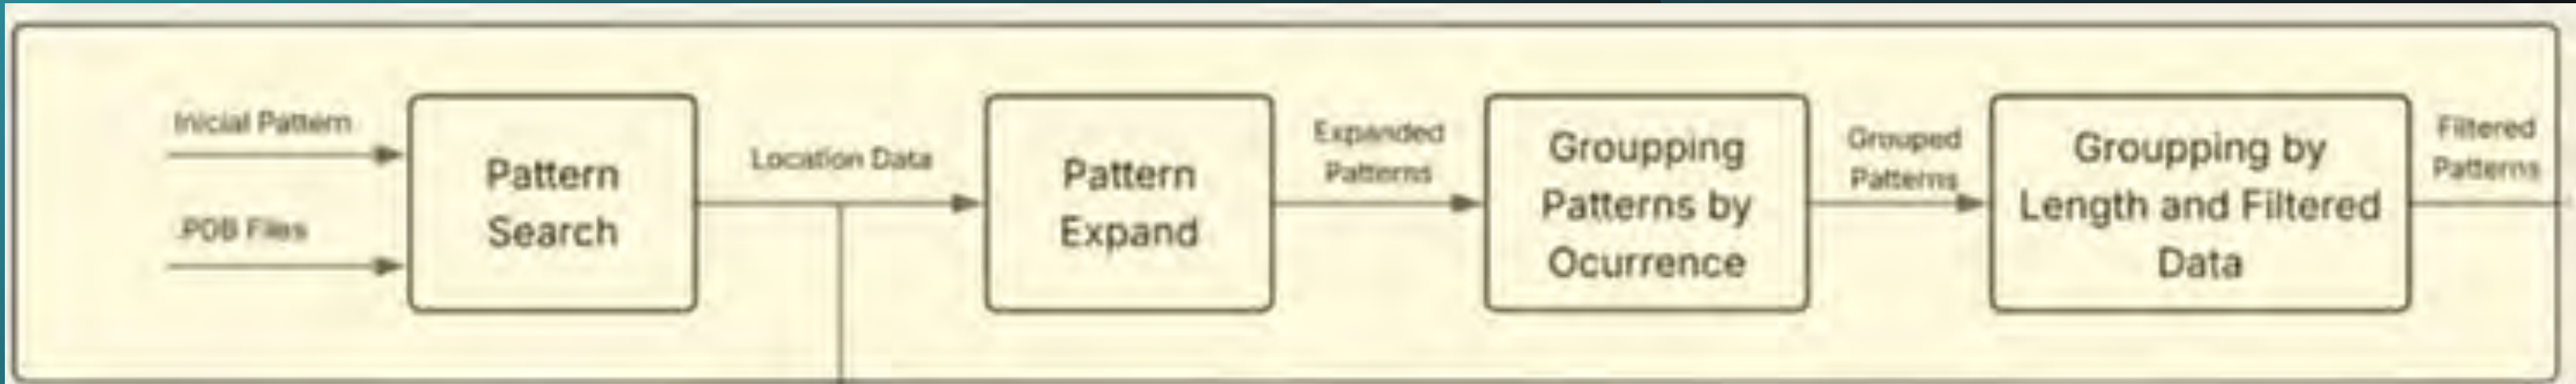 Inicial Pattern
.PDB Files
Pattern
Search
Location Data
Pattern
Expand
Expanded
Patterns
Groupping
Patterns by
Ocurrence
Grouped
Patterns
Groupping by
Length and Filtered
Data
Filtered
Patterns